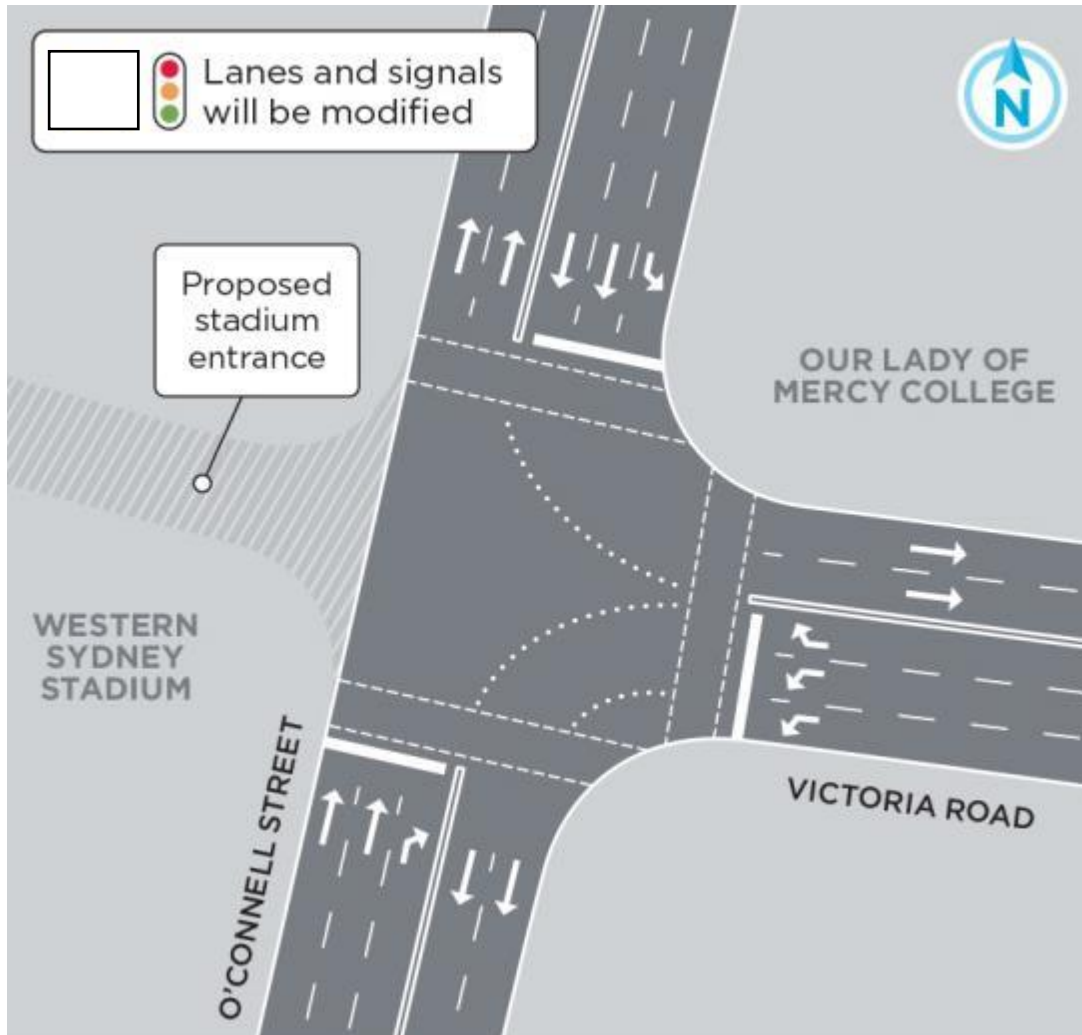 Lanes and signals
will be modified
N
Proposed
stadium
entrance
OUR LADY OF
MERCY COLLEGE
WESTERN
SYDNEY
STADIUM
O'CONNELL STREET
VICTORIA ROAD